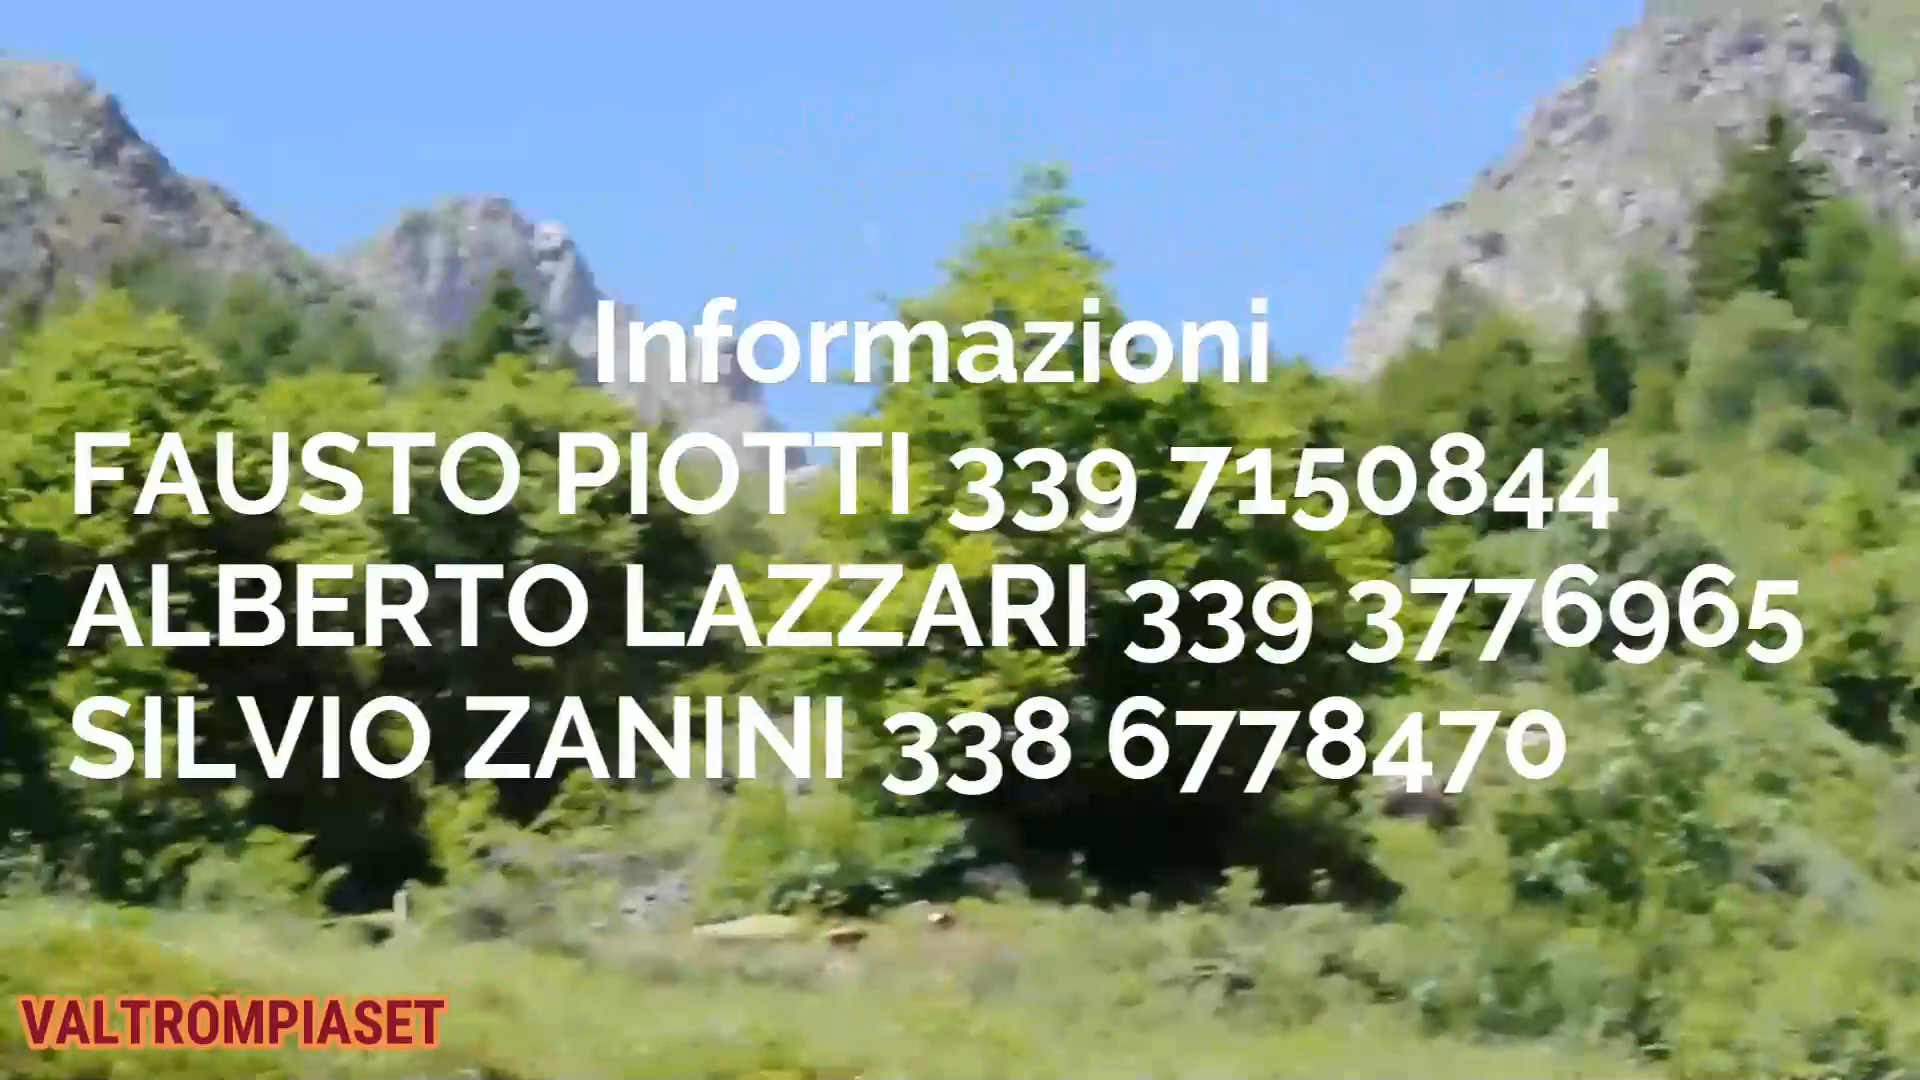 Informazioni
FAUSTO PIOTTI 339 7150844
ALBERTO LAZZARI 339 3776965
SILVIO ZANINI 338 6778470
VALTROMPIASET